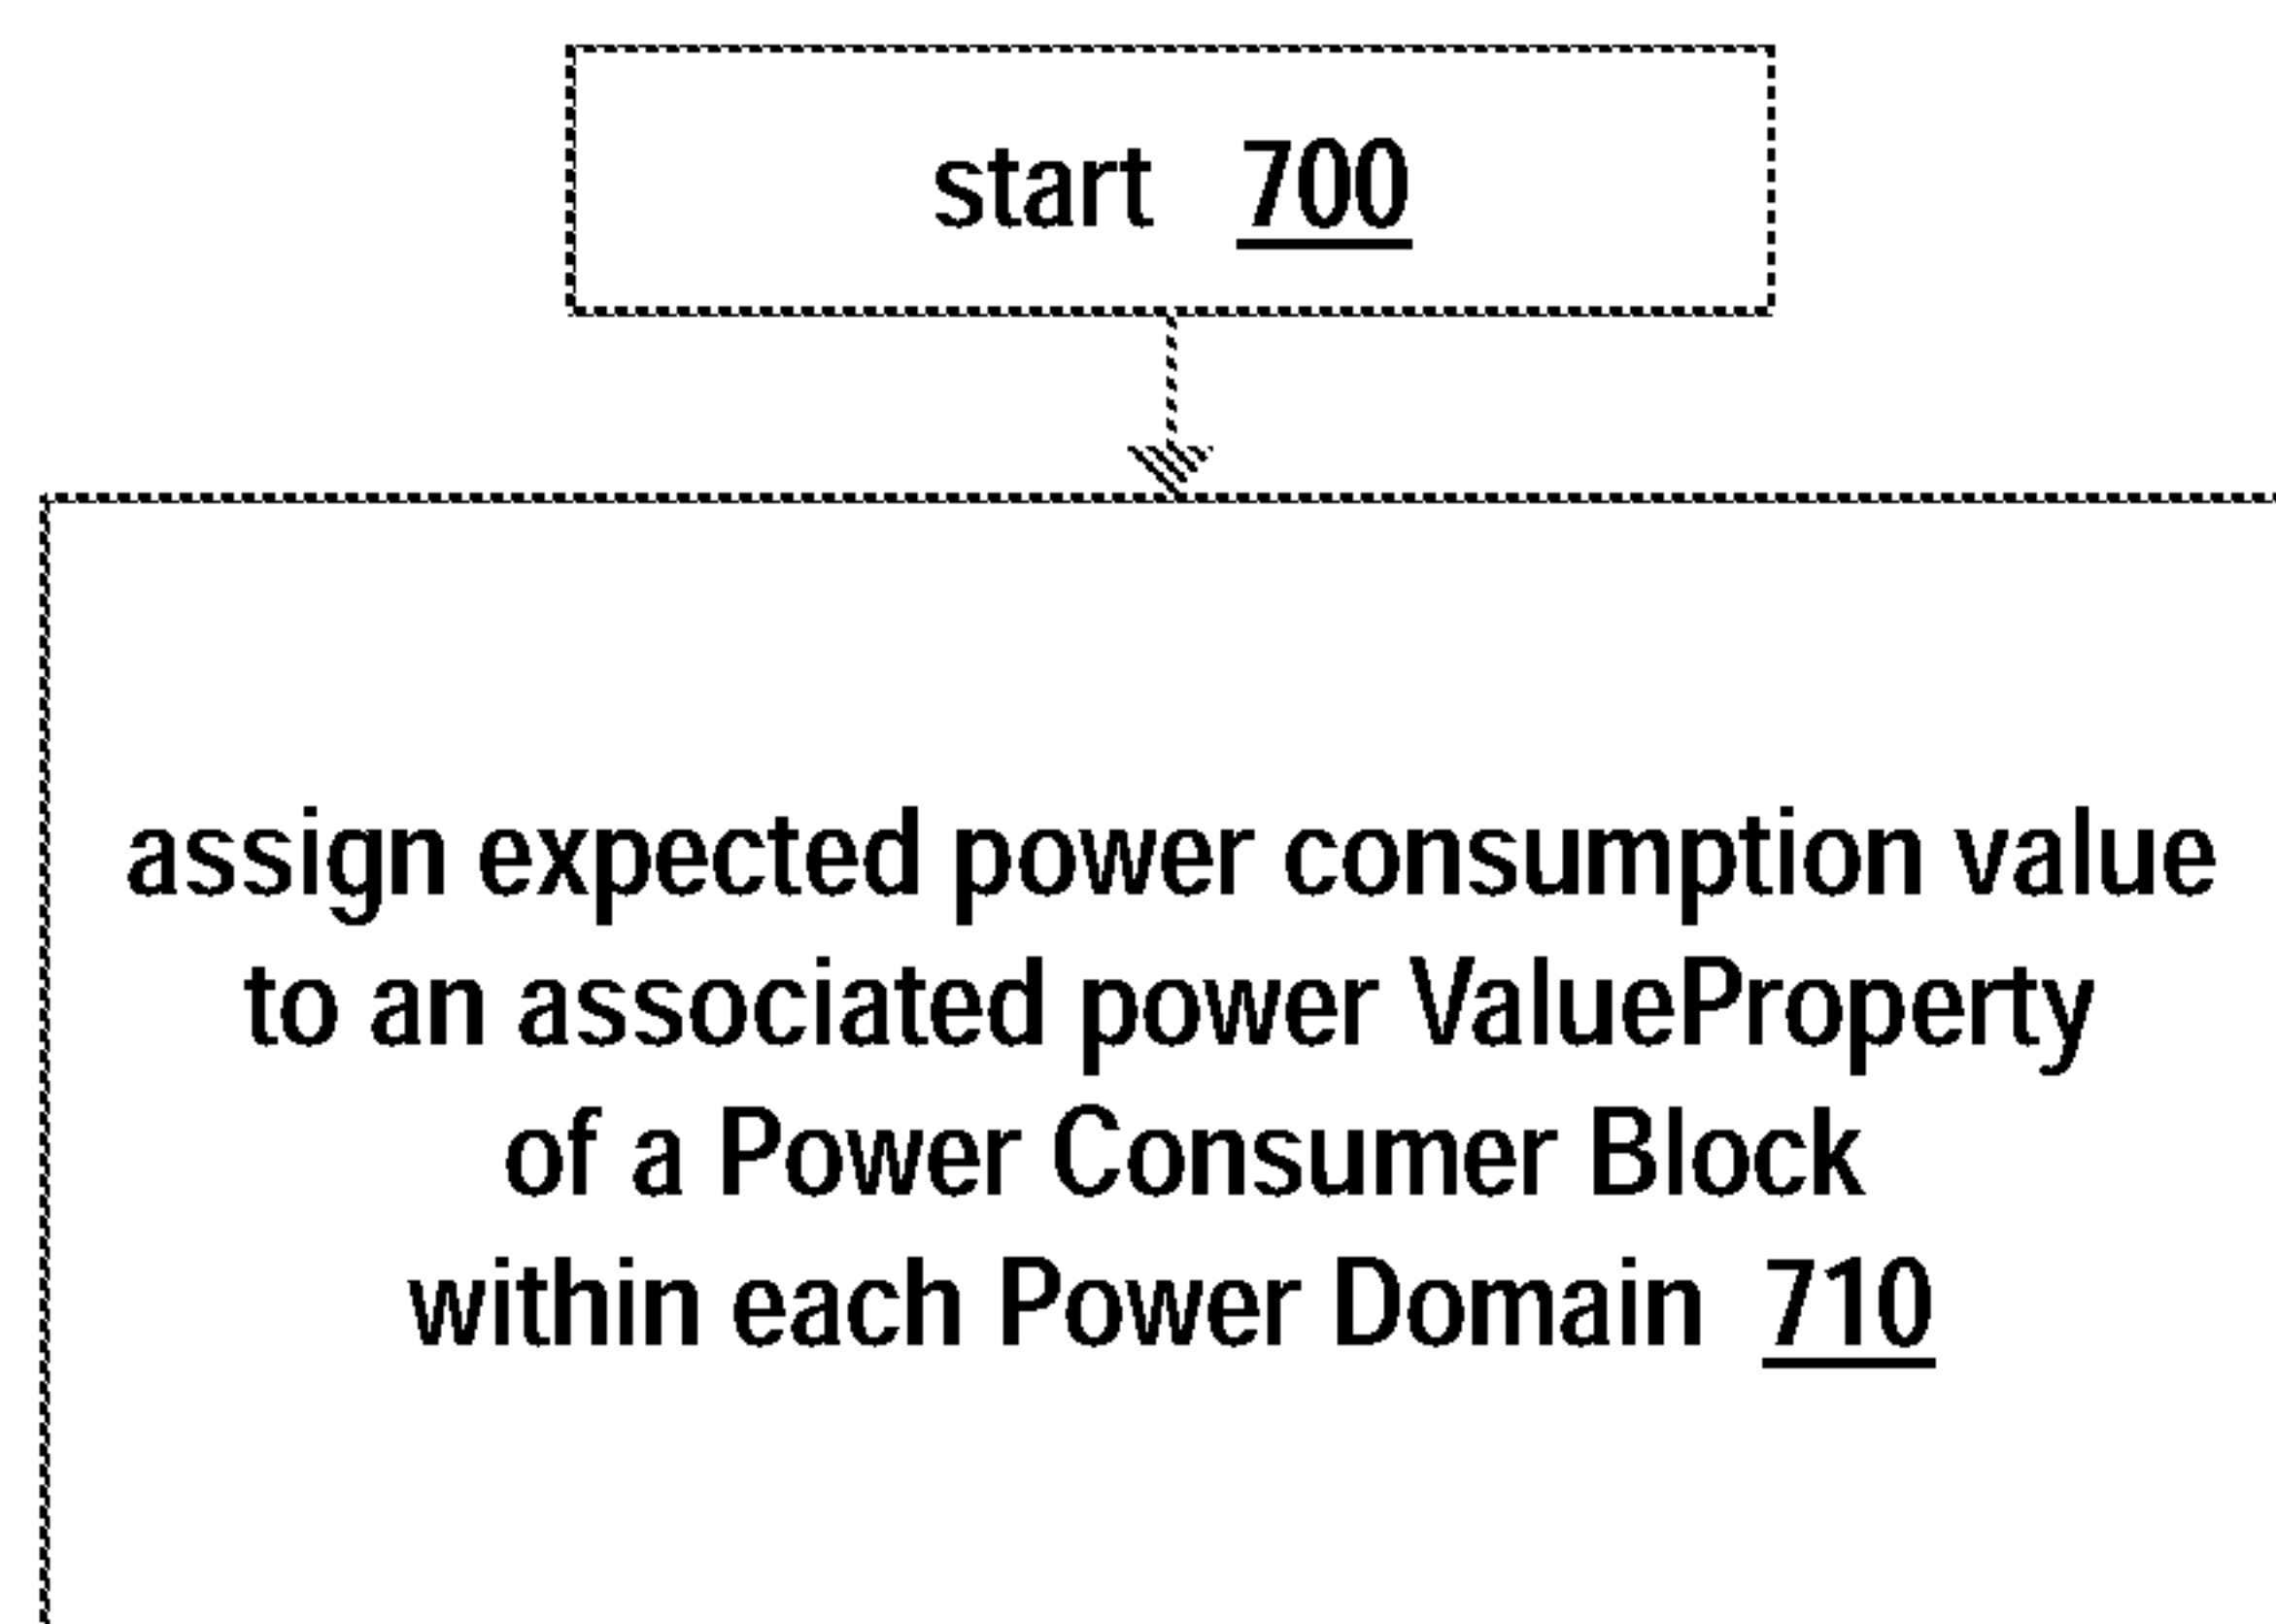 start 700
assign expected power consumption value
to an associated power ValueProperty
of a Power Consumer Block
within each Power Domain 710